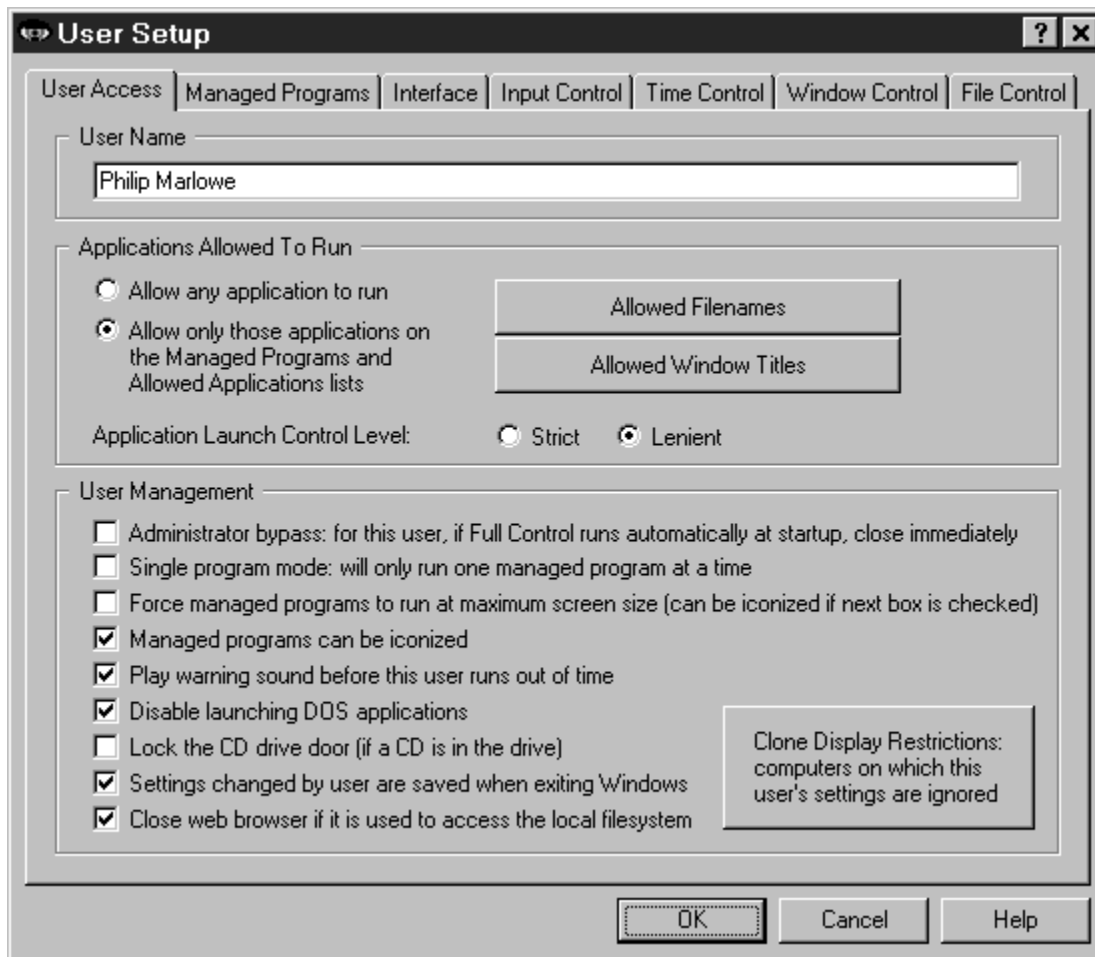 User Setup
User Access Managed Programs Interface Input Control Time Control Window Control File Control
User Name
Philip Marlowe
Applications Allowed To Run
Allow any application to run
Allowed Filenames
Allow only those applications on
the Managed Programs and
Allowed Applications lists
Allowed Window Titles
Application Launch Control Level: Strict Lenient
User Management
Administrator bypass: for this user, if Full Control runs automatically at startup, close immediately
Single program mode: will only run one managed program at a time
Force managed programs to run at maximum screen size (can be iconized if next box is checked)
Managed programs can be iconized
Play warning sound before this user runs out of time
Disable launching DOS applications
Lock the CD drive door (if a CD is in the drive)
Settings changed by user are saved when exiting Windows
Close web browser if it is used to access the local filesystem
Clone Display Restrictions:
computers on which this
user's settings are ignored
OK Cancel Help